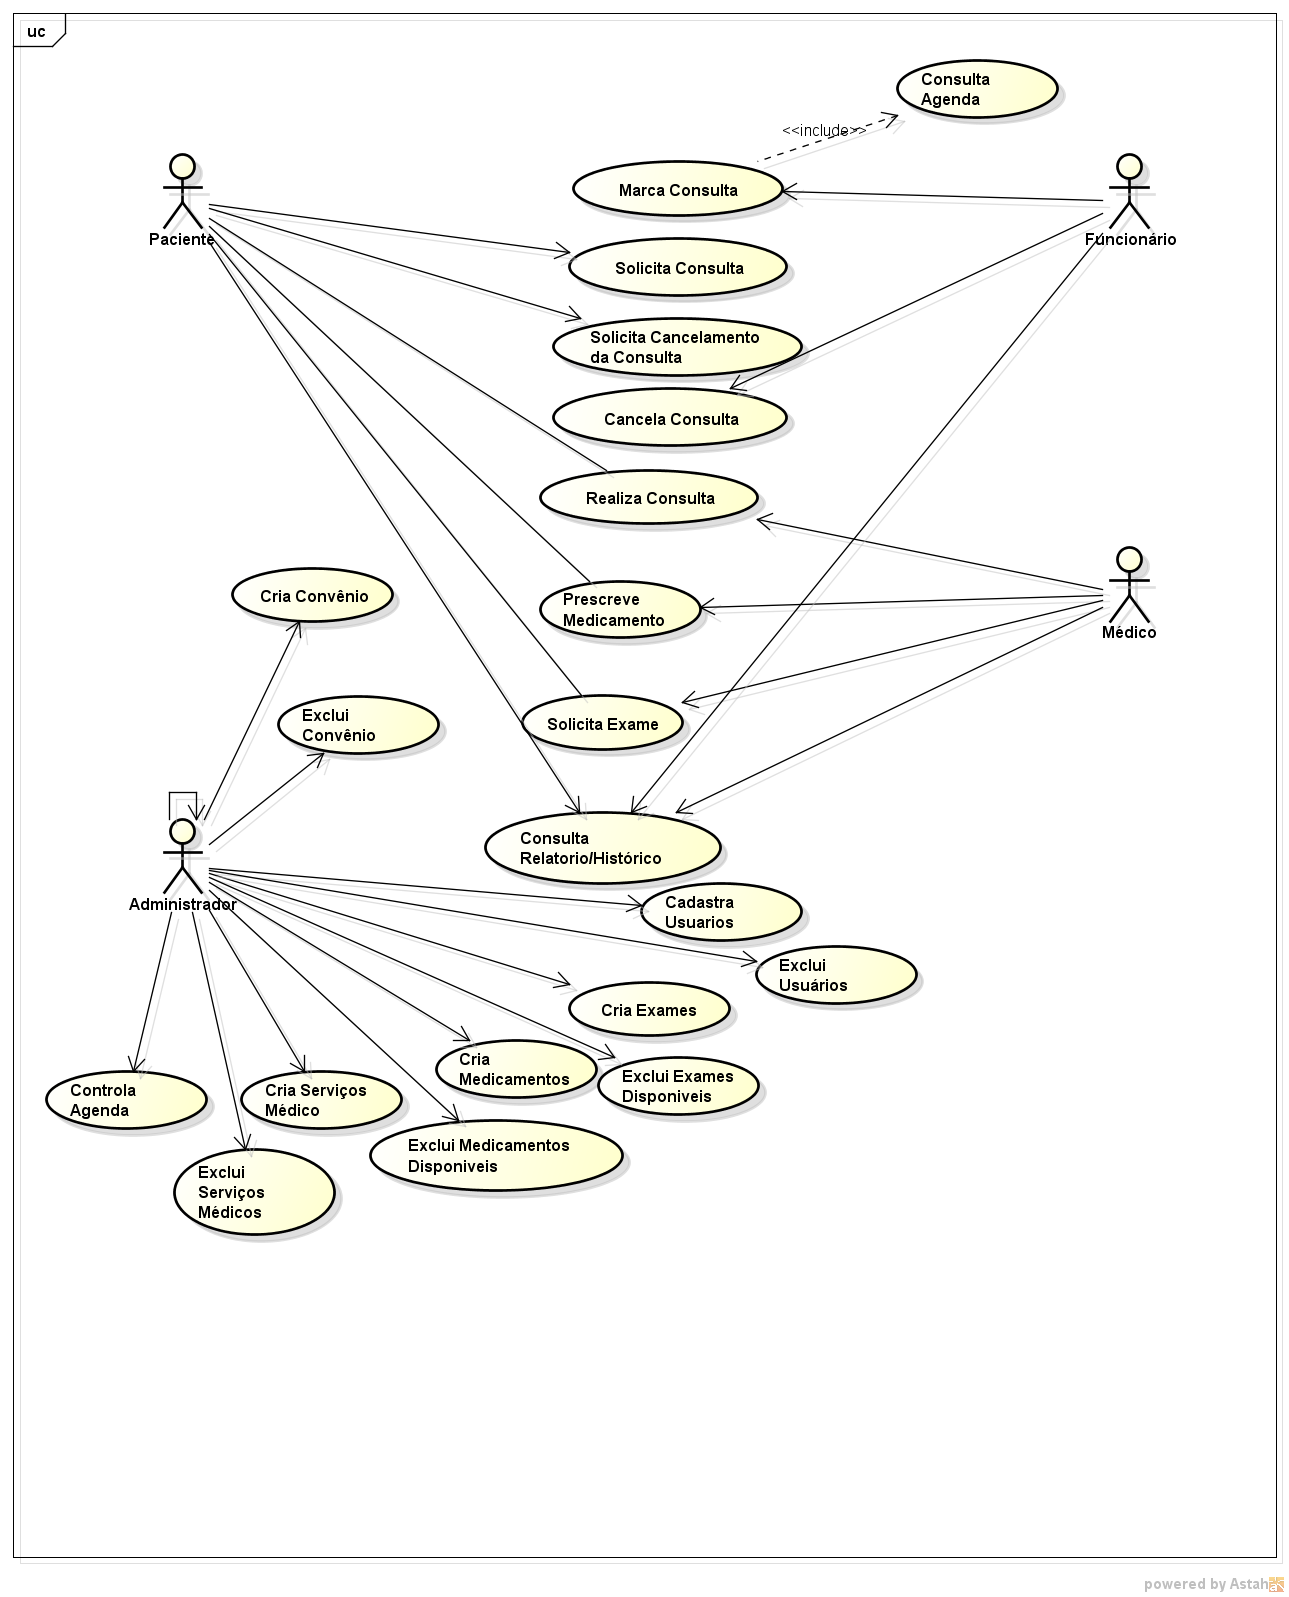 uc
Consulta
Agenda
<<include>>
Marca Consulta
Paciente
Funcionário
Solicita Consulta
Solicita Cancelamento
da Consulta
Cancela Consulta
Realiza Consulta
Cria Convênio
Prescreve
Medicamento
Médico
Exclui
Convênio
Solicita Exame
Consulta
Relatorio/Histórico
Administrador
Cadastra
Usuarios
Exclui
Usuários
Cria Exames
Cria
Medicamentos
Exclui Exames
Disponiveis
Controla
Agenda
Cria Serviços
Médico
Exclui Medicamentos
Disponiveis
Exclui
Serviços
Médicos
powered by Astah